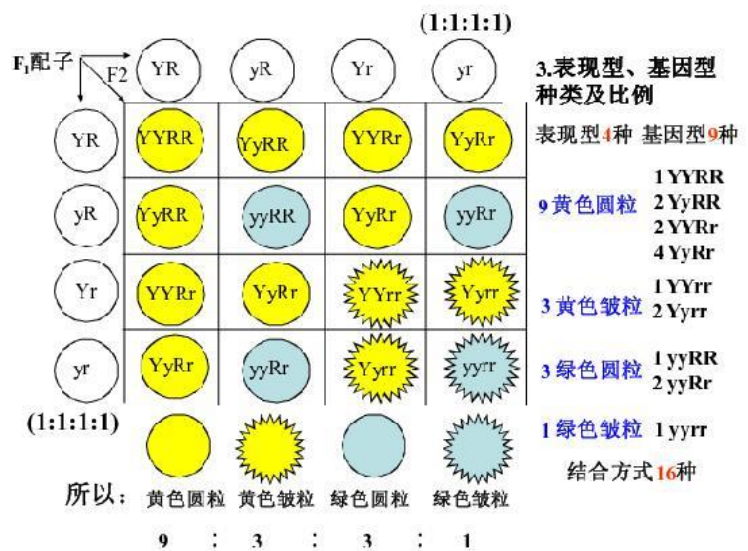 (1:1:1:1)
F₁配子
F2
YR yR Yr yr
3.表现型、基因型
种类及比例
YR YYRR YyRR YYRr YyRr
表现型4种 基因型9种
yR YyRR yyRR YyRr yyRr
9 黄色圆粒
1 YYRR
2 YyRR
2 YYRr
4 YyRr
Yr YYRr YyRr YYrr Yyrr
3 黄色皱粒
1 YYrr
2 Yyrr
yr YyRr yyRr Yyrr yyrr
3 绿色圆粒
1 yyRR
2 yyRr
(1:1:1:1)
1 绿色皱粒 1 yyrr
结合方式16种
所以： 黄色圆粒 黄色皱粒 绿色圆粒 绿色皱粒
9 : 3 : 3 : 1